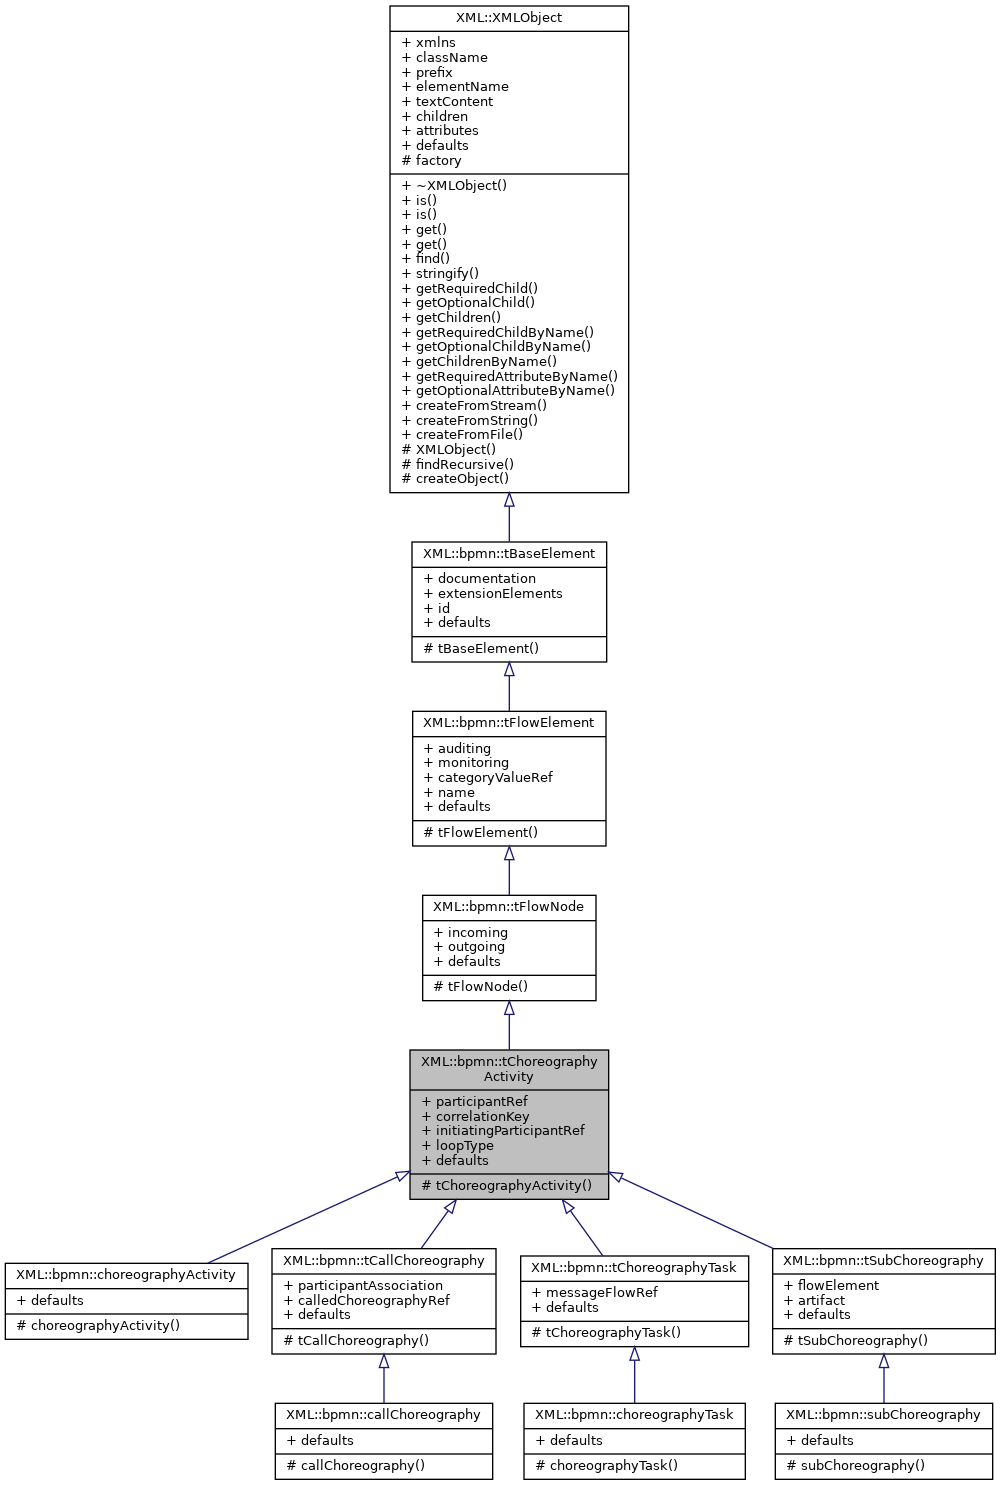 XML::XMLObject
+ xmlns
+ className
+ prefix
+ elementName
+ textContent
+ children
+ attributes
+ defaults
# factory
+ ~XMLObject()
+ is()
+ is()
+ get()
+ get()
+ find()
+ stringify()
+ getRequiredChild()
+ getOptionalChild()
+ getChildren()
+ getRequiredChildByName()
+ getOptionalChildByName()
+ getChildrenByName()
+ getRequiredAttributeByName()
+ getOptionalAttributeByName()
+ createFromStream()
+ createFromString()
+ createFromFile()
# XMLObject()
# findRecursive()
# createObject()
XML::bpmn::tBaseElement
+ documentation
+ extensionElements
+ id
+ defaults
# tBaseElement()
XML::bpmn::tFlowElement
+ auditing
+ monitoring
+ categoryValueRef
+ name
+ defaults
# tFlowElement()
XML::bpmn::tFlowNode
+ incoming
+ outgoing
+ defaults
# tFlowNode()
XML::bpmn::tChoreography
Activity
+ participantRef
+ correlationKey
+ initiatingParticipantRef
+ loopType
+ defaults
# tChoreographyActivity()
XML::bpmn::choreographyActivity
+ defaults
# choreographyActivity()
XML::bpmn::tCallChoreography
+ participantAssociation
+ calledChoreographyRef
+ defaults
# tCallChoreography()
XML::bpmn::tChoreographyTask
+ messageFlowRef
+ defaults
# tChoreographyTask()
XML::bpmn::tSubChoreography
+ flowElement
+ artifact
+ defaults
# tSubChoreography()
XML::bpmn::callChoreography
+ defaults
# callChoreography()
XML::bpmn::choreographyTask
+ defaults
# choreographyTask()
XML::bpmn::subChoreography
+ defaults
# subChoreography()